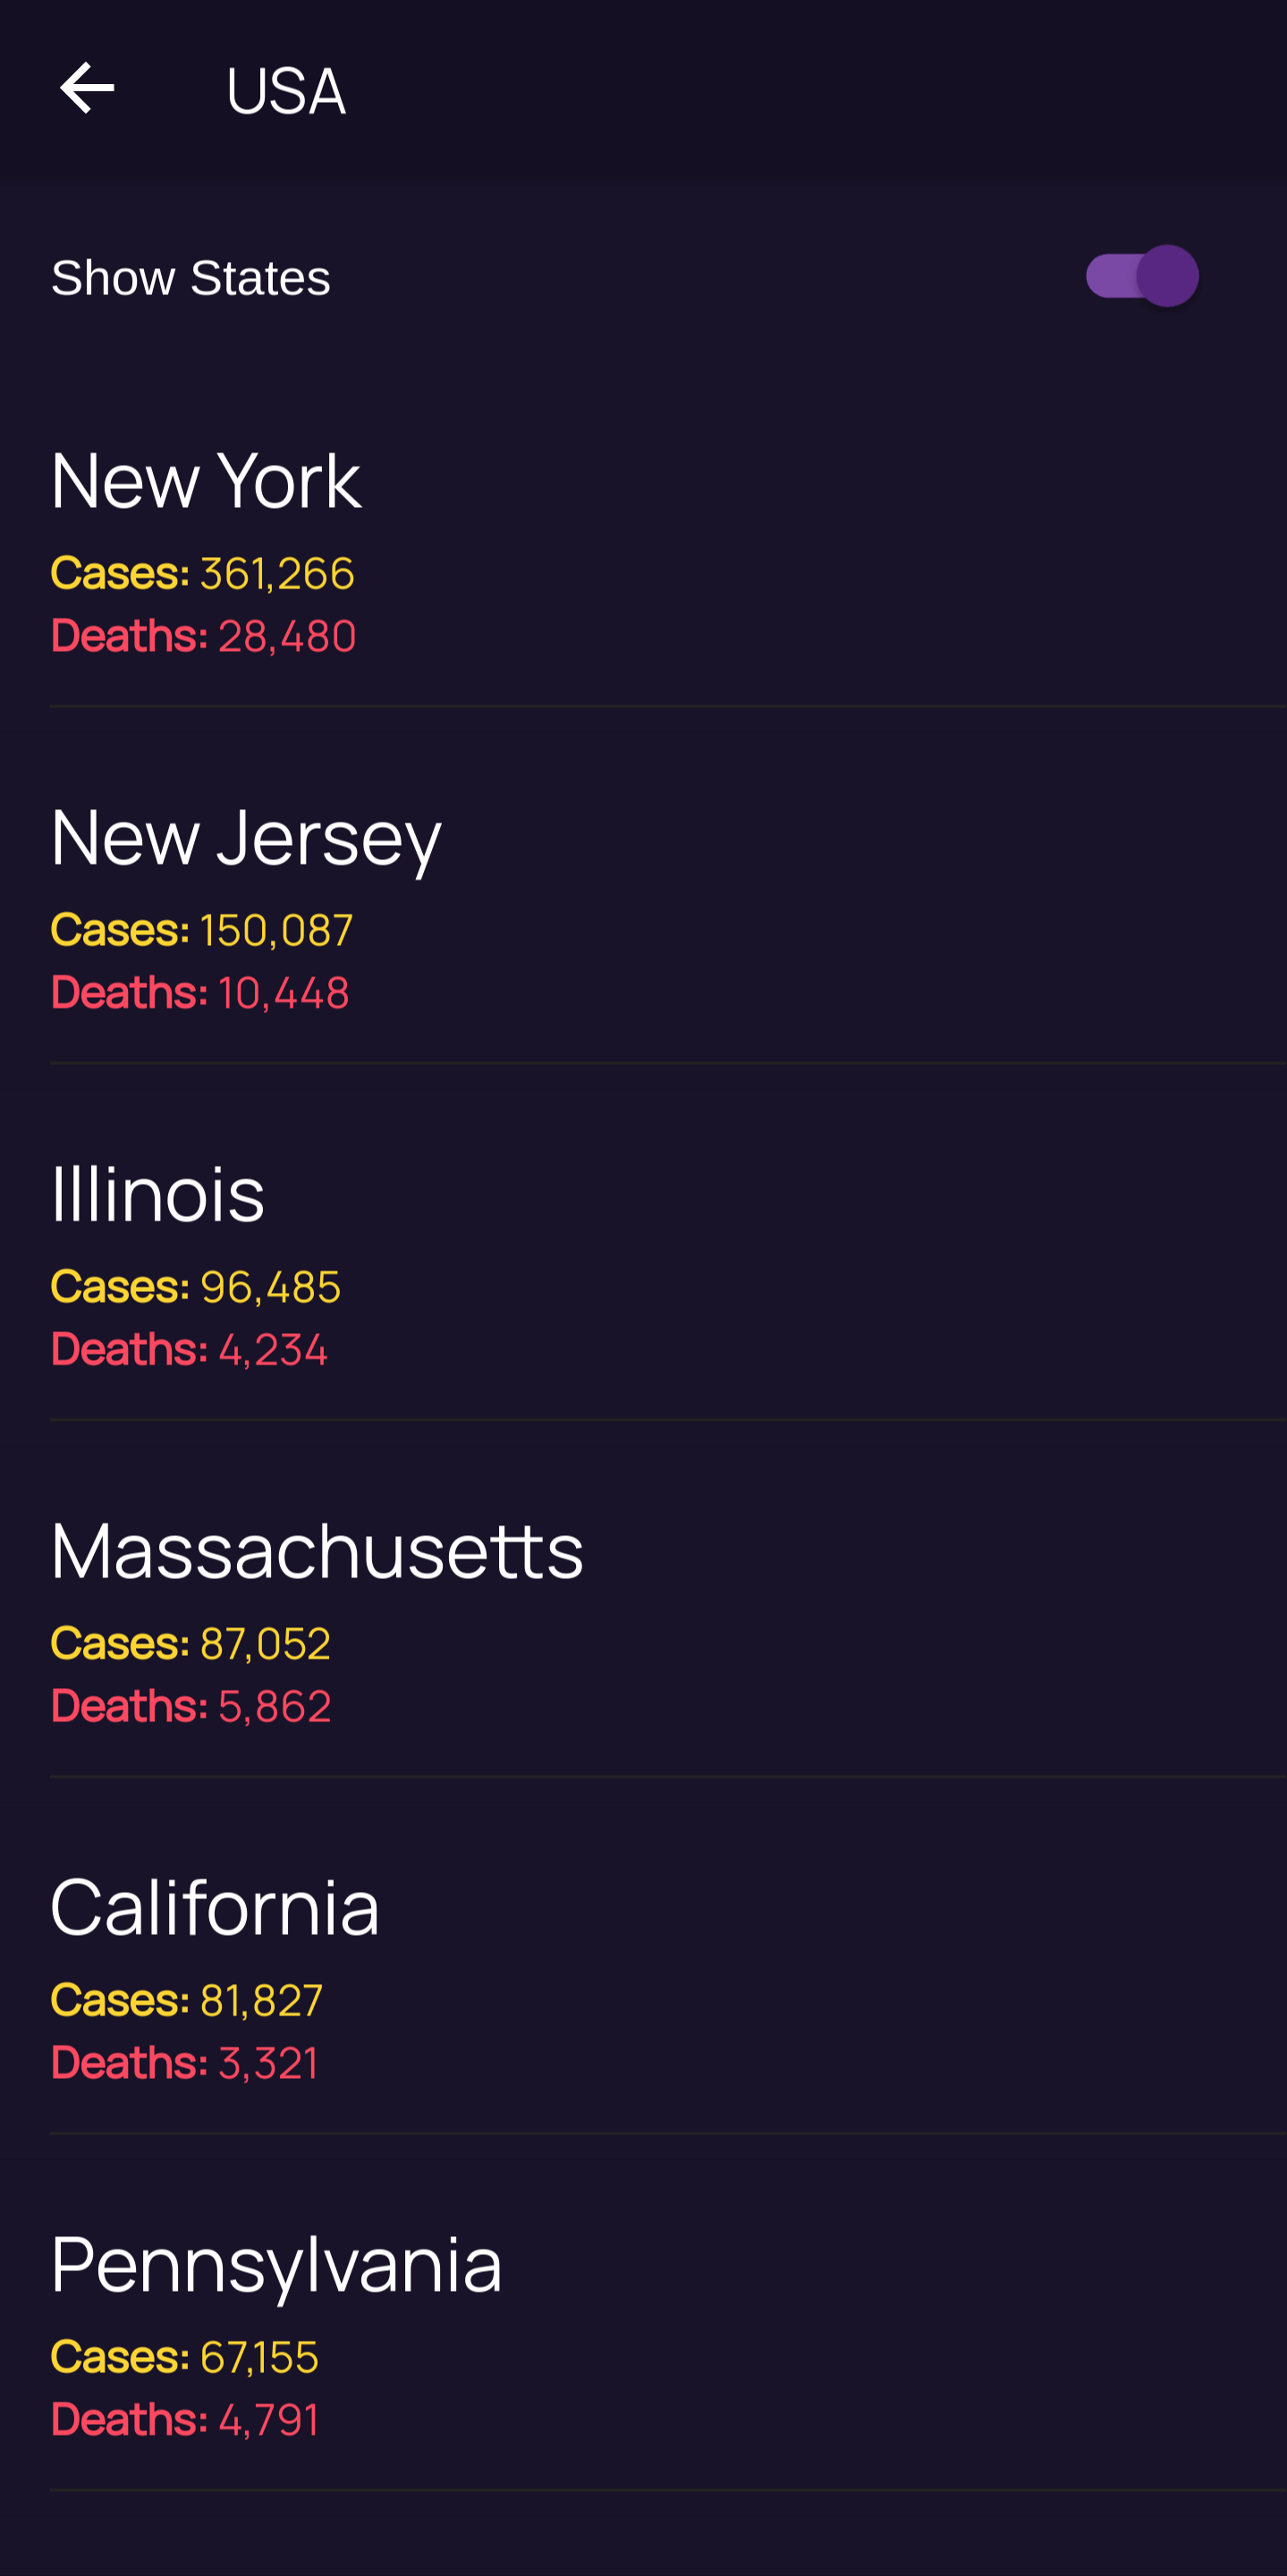 USA
Show States
New York
Cases: 361,266
Deaths: 28,480
New Jersey
Cases: 150,087
Deaths: 10,448
Illinois
Cases: 96,485
Deaths: 4,234
Massachusetts
Cases: 87,052
Deaths: 5,862
California
Cases: 81,827
Deaths: 3,321
Pennsylvania
Cases: 67,155
Deaths: 4,791